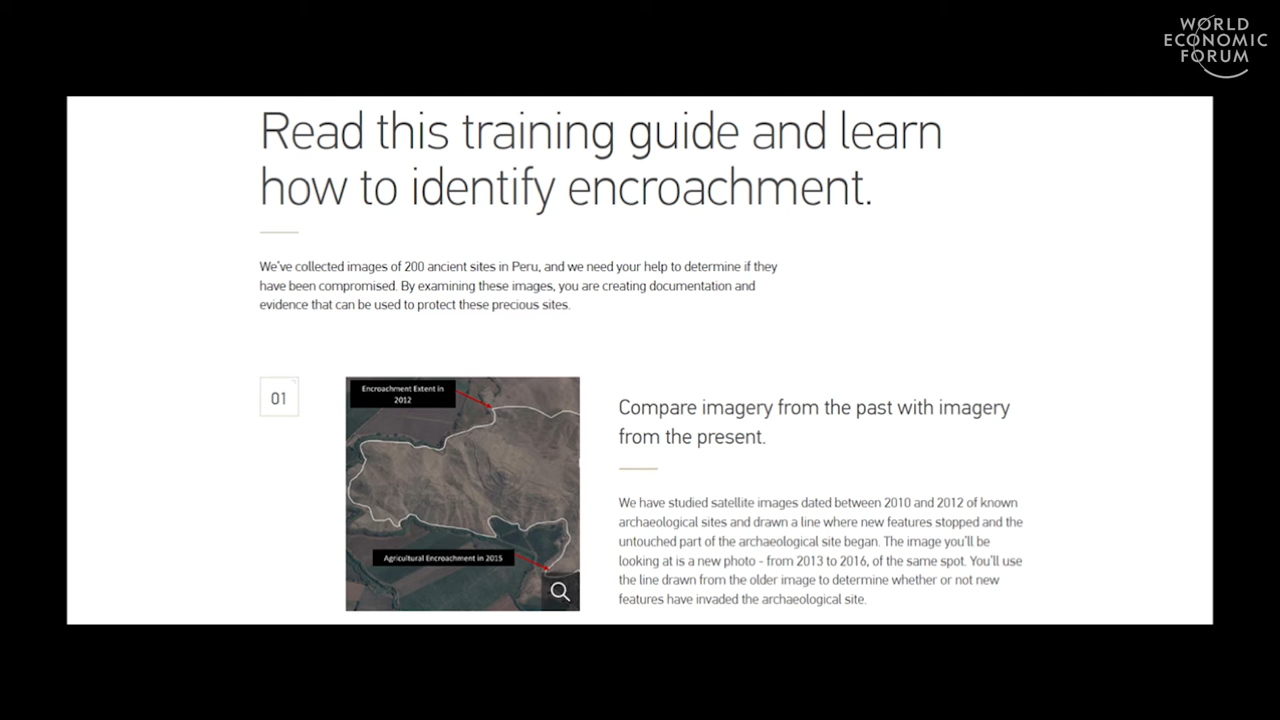 WORLD
ECONOMIC
FORUM
Read this training guide and learn
how to identify encroachment.
We've collected images of 200 ancient sites in Peru, and we need your help to determine if they
have been compromised. By examining these images, you are creating documentation and
evidence that can be used to protect these precious sites.
01
Encroachment Extent in
2012
Agricultural Encroachment in 2015
Compare imagery from the past with imagery
from the present.
We have studied satellite images dated between 2010 and 2012 of known
archaeological sites and drawn a line where new features stopped and the
untouched part of the archaeological site began. The image you'll be
looking at is a new photo - from 2013 to 2016, of the same spot. You'll use
the line drawn from the older image to determine whether or not new
features have invaded the archaeological site.